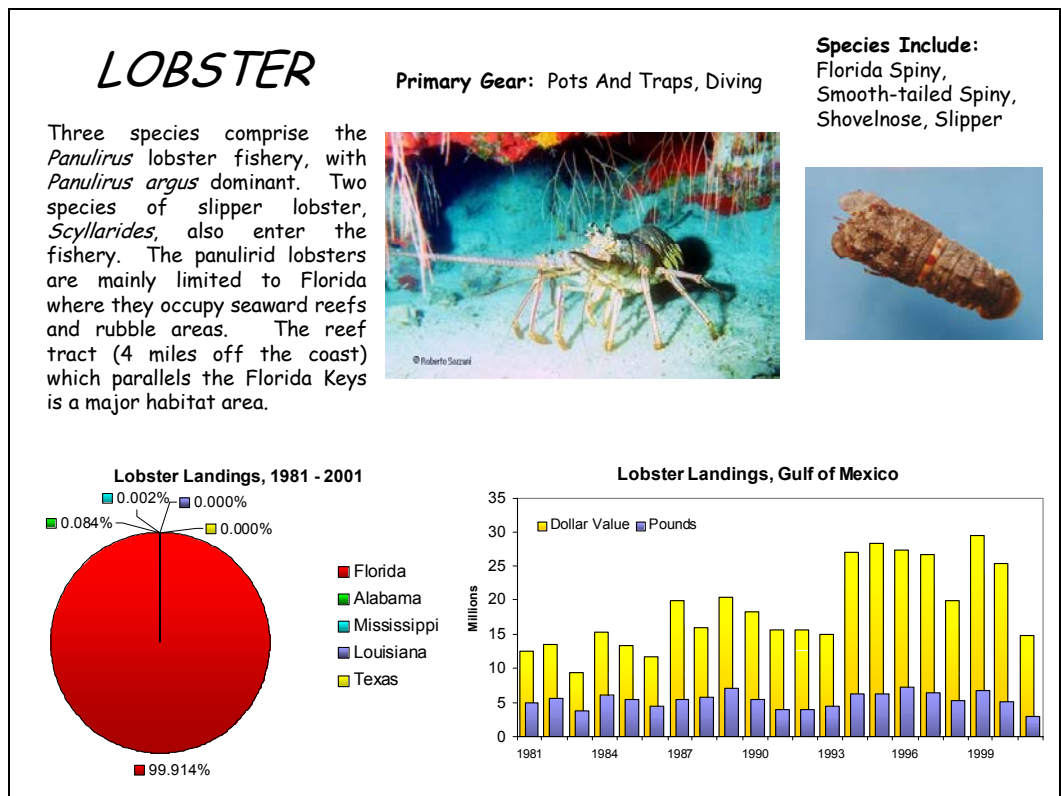 LOBSTER
Primary Gear: Pots And Traps, Diving
Species Include:
Florida Spiny,
Smooth-tailed Spiny,
Shovelnose, Slipper
Three species comprise the
Panulirus lobster fishery, with
Panulirus argus dominant. Two
species of slipper lobster,
Scyllarides, also enter the
fishery. The panulirid lobsters
are mainly limited to Florida
where they occupy seaward reefs
and rubble areas. The reef
tract (4 miles off the coast)
which parallels the Florida Keys
is a major habitat area.
© Roberto Sozzani
Lobster Landings, 1981 - 2001
0.002%
0.000%
0.084%
0.000%
Florida
Alabama
Mississippi
Louisiana
Texas
99.914%
Lobster Landings, Gulf of Mexico
Dollar Value
Pounds
Millions
35
30
25
20
15
10
5
0
1981 1984 1987 1990 1993 1996 1999